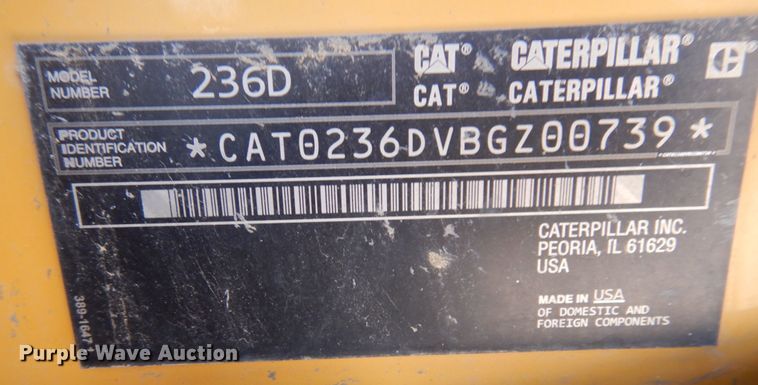 MODEL NUMBER 236D
CAT® CATERPILLAR®
CAT® CATERPILLAR®
PRODUCT IDENTIFICATION NUMBER *CAT0236DVBGZ00739*
CATERPILLAR INC.
PEORIA, IL 61629
USA
MADE IN USA
OF DOMESTIC AND
FOREIGN COMPONENTS
389-1647
Purple Wave Auction